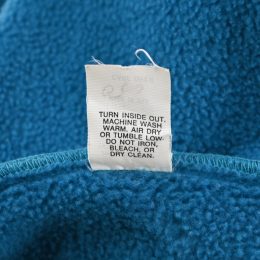 TURN INSIDE OUT.
MACHINE WASH
WARM. AIR DRY
OR TUMBLE LOW.
DO NOT IRON,
BLEACH, OR
DRY CLEAN.